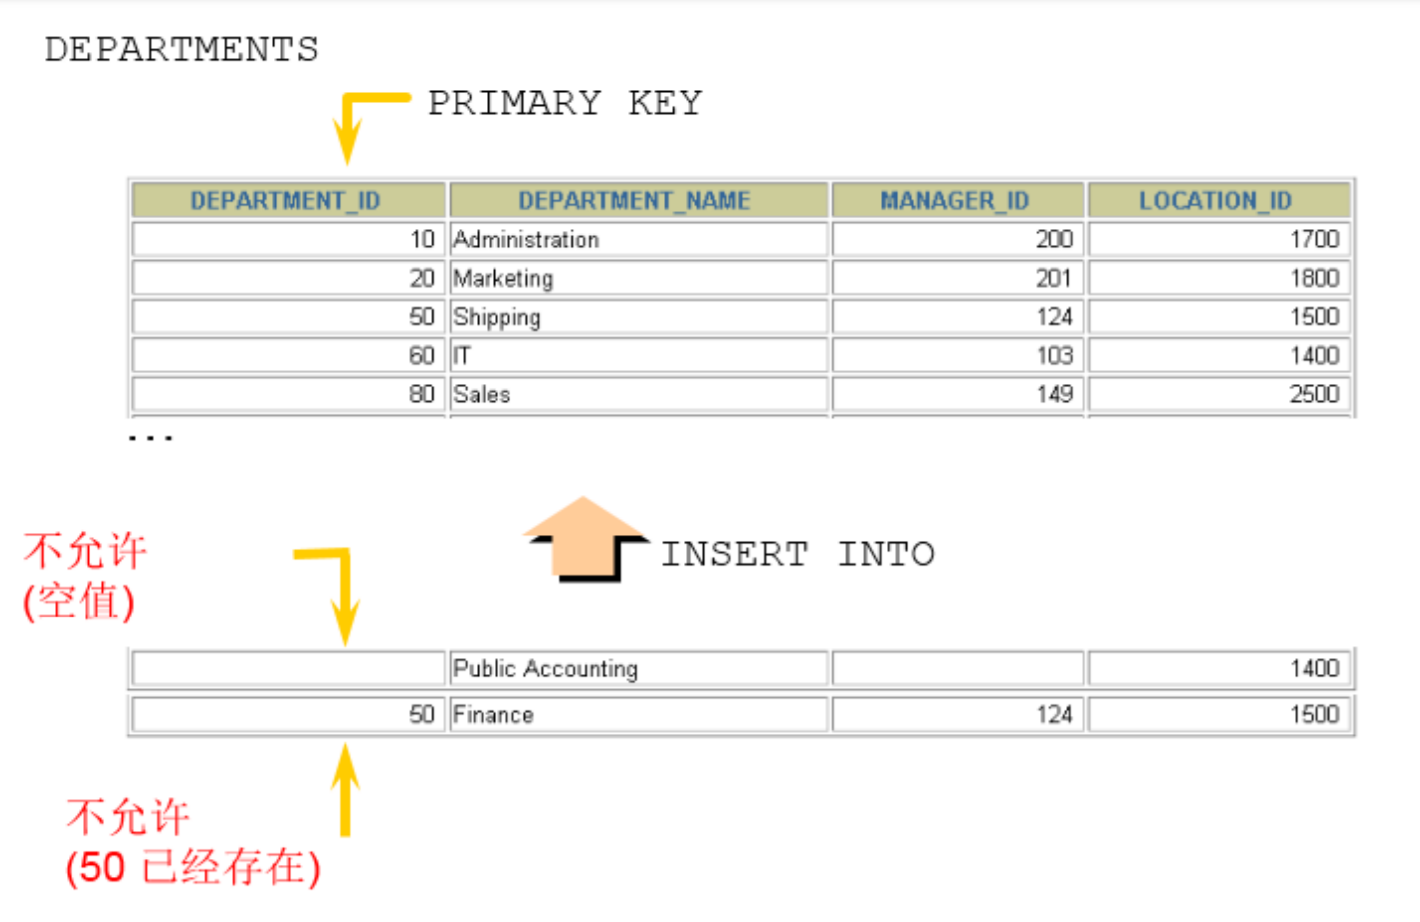 DEPARTMENTS
PRIMARY KEY
DEPARTMENT_ID DEPARTMENT_NAME MANAGER_ID LOCATION_ID
10 Administration 200 1700
20 Marketing 201 1800
50 Shipping 124 1500
60 IT 103 1400
80 Sales 149 2500
...
不允许
(空值)
INSERT INTO
Public Accounting 1400
50 Finance 124 1500
不允许
(50 已经存在)